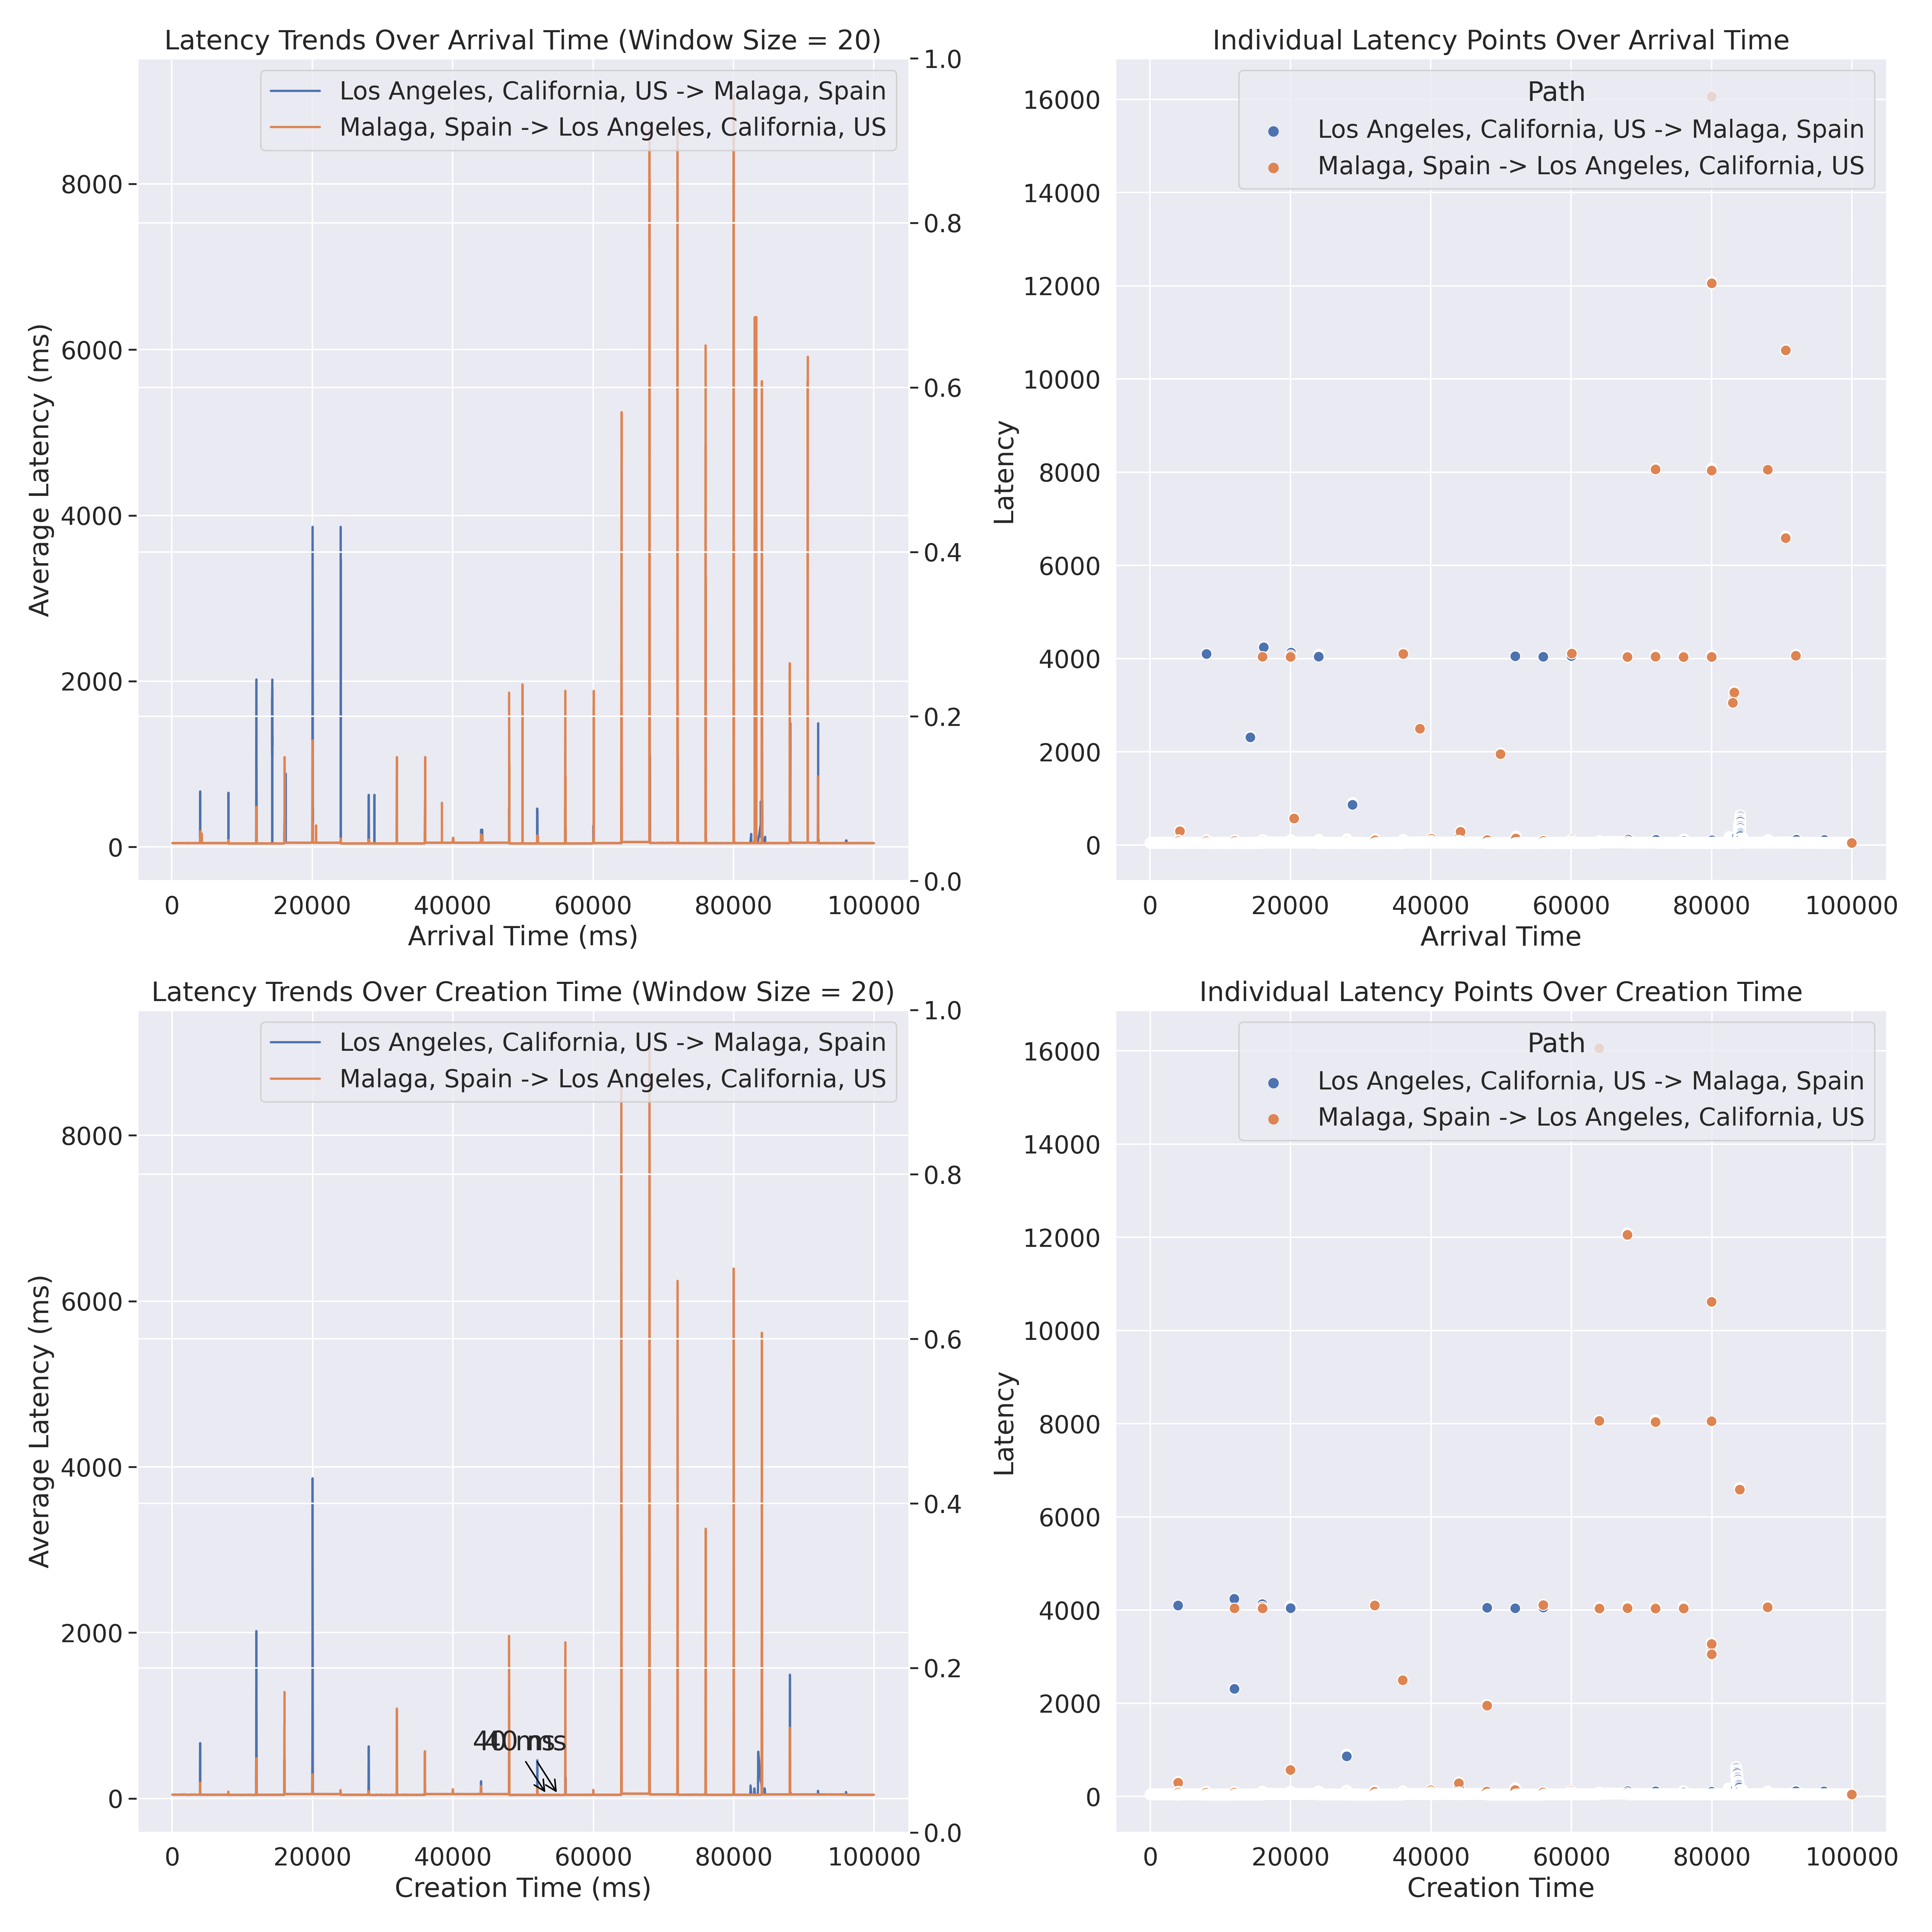 Latency Trends Over Arrival Time (Window Size = 20)
Los Angeles, California, US -> Malaga, Spain
Malaga, Spain -> Los Angeles, California, US
Average Latency (ms)
8000
6000
4000
2000
0
1.0
0.8
0.6
0.4
0.2
0.0
0 20000 40000 60000 80000 100000
Arrival Time (ms)
Individual Latency Points Over Arrival Time
Path
Los Angeles, California, US -> Malaga, Spain
Malaga, Spain -> Los Angeles, California, US
Latency
16000
14000
12000
10000
8000
6000
4000
2000
0
0 20000 40000 60000 80000 100000
Arrival Time
Latency Trends Over Creation Time (Window Size = 20)
Los Angeles, California, US -> Malaga, Spain
Malaga, Spain -> Los Angeles, California, US
Average Latency (ms)
8000
6000
4000
2000
0
1.0
0.8
0.6
0.4
0.2
0.0
0 20000 40000 60000 80000 100000
Creation Time (ms)
Individual Latency Points Over Creation Time
Path
Los Angeles, California, US -> Malaga, Spain
Malaga, Spain -> Los Angeles, California, US
Latency
16000
14000
12000
10000
8000
6000
4000
2000
0
0 20000 40000 60000 80000 100000
Creation Time